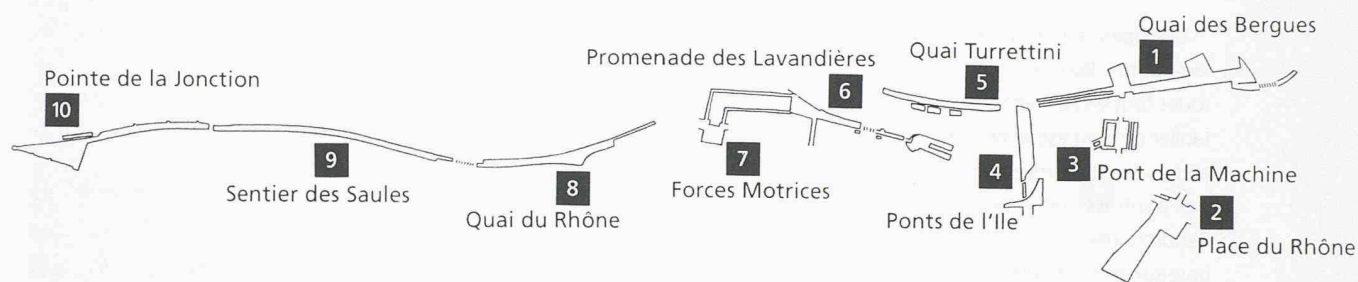 Quai des Bergues
1
Place du Rhône
2
Pont de la Machine
3
Ponts de l'Ile
4
Quai Turrettini
5
Promenade des Lavandières
6
Forces Motrices
7
Quai du Rhône
8
Sentier des Saules
9
Pointe de la Jonction
10